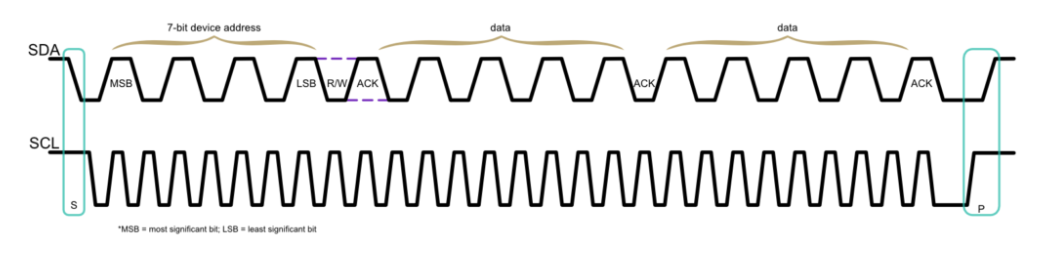 7-bit device address data data
SDA
MSB LSB R/W ACK ACK ACK
SCL
S P
*MSB = most significant bit; LSB = least significant bit